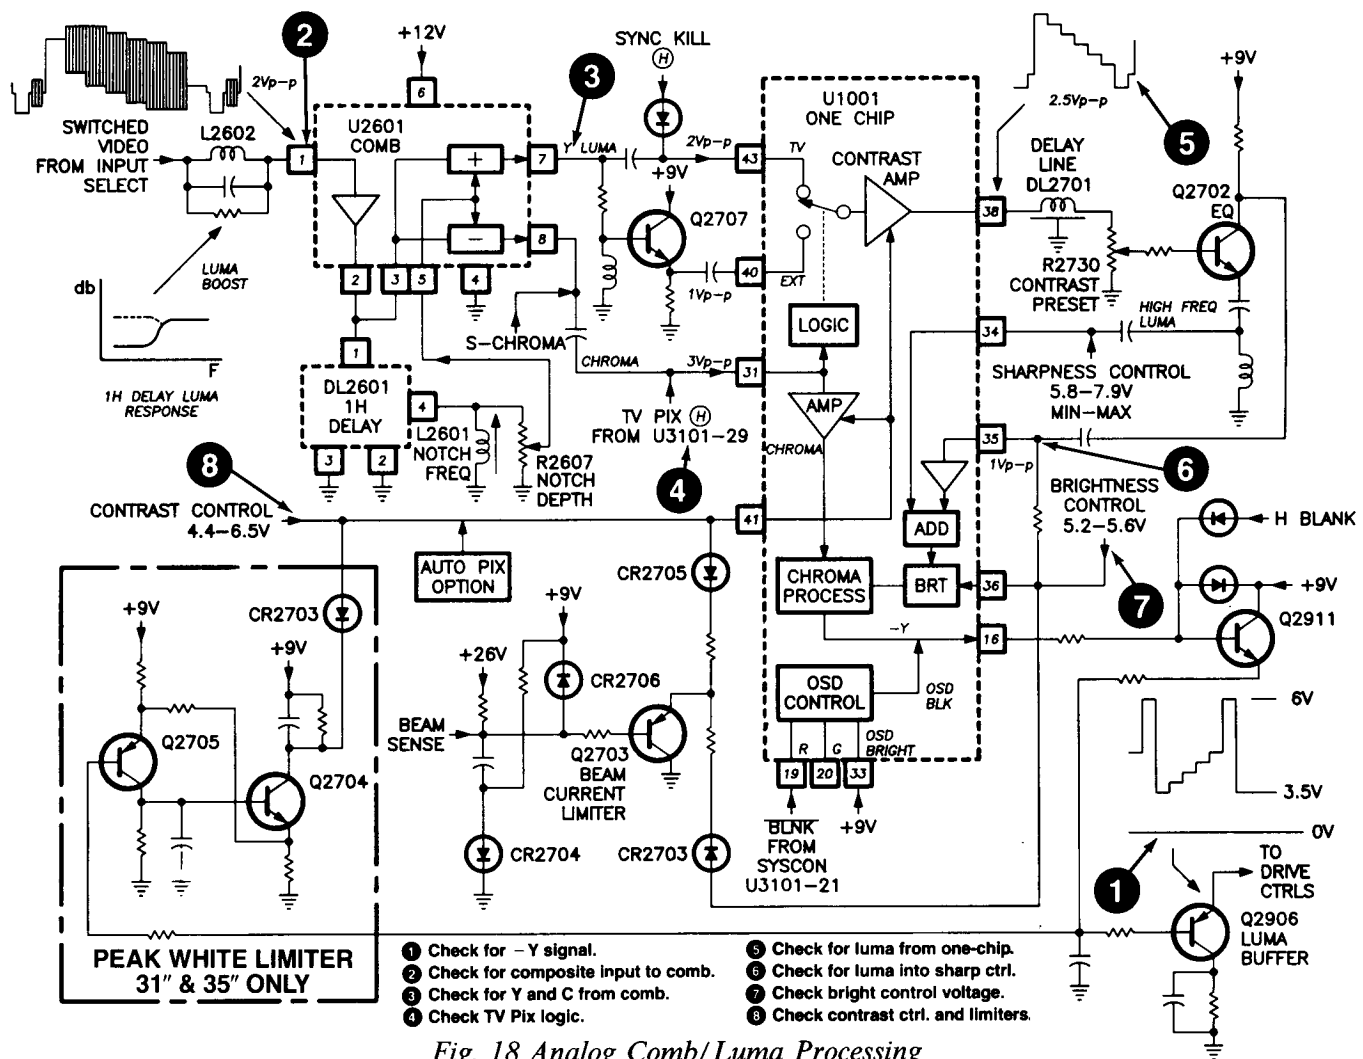 2
+12V
6
SYNC KILL
H
3
2Vp-p
SWITCHED
VIDEO
FROM INPUT
SELECT
L2602
1
U2601
COMB
+
−
7
8
Y LUMA
2Vp-p
43
+9V
Q2707
1Vp-p
40
U1001
ONE CHIP
TV
EXT
CONTRAST
AMP
38
2.5Vp-p
5
DELAY
LINE
DL2701
+9V
Q2702
EQ
R2730
CONTRAST
PRESET
LUMA
BOOST
db
F
1H DELAY LUMA
RESPONSE
2
3
5
4
S-CHROMA
CHROMA
3Vp-p
31
LOGIC
AMP
CHROMA
34
HIGH FREQ
LUMA
SHARPNESS CONTROL
5.8-7.9V
MIN-MAX
1
DL2601
1H
DELAY
4
3
2
L2601
NOTCH
FREQ
R2607
NOTCH
DEPTH
TV PIX H
FROM U3101-29
4
35
1Vp-p
6
8
CONTRAST CONTROL
4.4-6.5V
41
ADD
BRIGHTNESS
CONTROL
5.2-5.6V
7
H BLANK
AUTO PIX
OPTION
CR2705
CHROMA
PROCESS
BRT
36
+9V
Q2911
-Y
16
+9V
CR2703
+9V
+26V
+9V
CR2706
BEAM
SENSE
Q2703
BEAM
CURRENT
LIMITER
OSD
CONTROL
OSD
BLK
R
G
OSD
BRIGHT
19
20
33
BLNK
FROM
SYSCON
U3101-21
+9V
6V
3.5V
0V
Q2705
Q2704
CR2704
CR2703
1
TO
DRIVE
CTRLS
Q2906
LUMA
BUFFER
PEAK WHITE LIMITER
31" & 35" ONLY
1 Check for −Y signal.
2 Check for composite input to comb.
3 Check for Y and C from comb.
4 Check TV Pix logic.
5 Check for luma from one-chip.
6 Check for luma into sharp ctrl.
7 Check bright control voltage.
8 Check contrast ctrl. and limiters.
Fig. 18 Analog Comb/Luma Processing